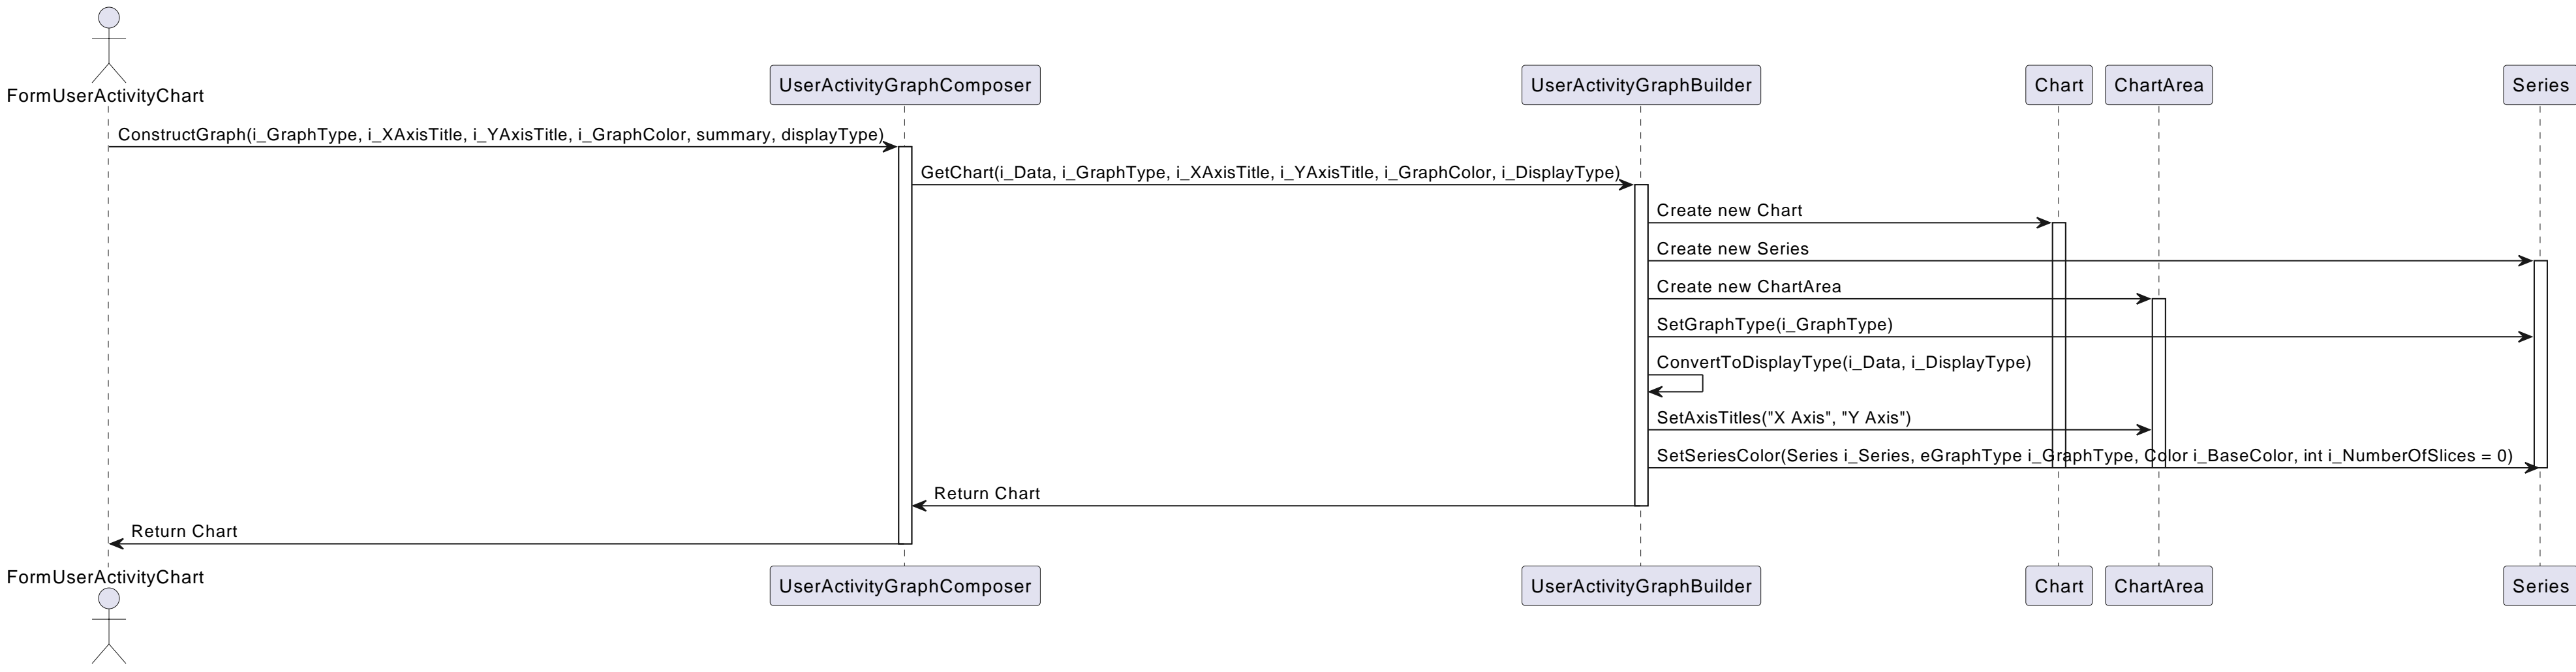 FormUserActivityChart
UserActivityGraphComposer
UserActivityGraphBuilder
Chart
ChartArea
Series
ConstructGraph(i_GraphType, i_XAxisTitle, i_YAxisTitle, i_GraphColor, summary, displayType)
GetChart(i_Data, i_GraphType, i_XAxisTitle, i_YAxisTitle, i_GraphColor, i_DisplayType)
Create new Chart
Create new Series
Create new ChartArea
SetGraphType(i_GraphType)
ConvertToDisplayType(i_Data, i_DisplayType)
SetAxisTitles("X Axis", "Y Axis")
SetSeriesColor(Series i_Series, eGraphType i_GraphType, Color i_BaseColor, int i_NumberOfSlices = 0)
Return Chart
Return Chart
FormUserActivityChart
UserActivityGraphComposer
UserActivityGraphBuilder
Chart
ChartArea
Series